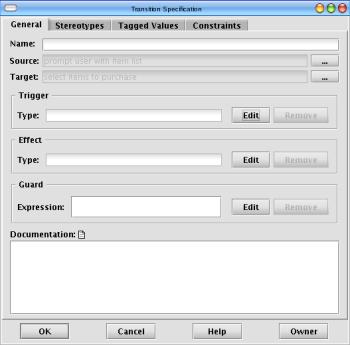 Transition Specification
General Stereotypes Tagged Values Constraints
Name:
Source: prompt user with item list ...
Target: select items to purchase ...
Trigger
Type: Edit Remove
Effect
Type: Edit Remove
Guard
Expression: Edit Remove
Documentation:
OK Cancel Help Owner